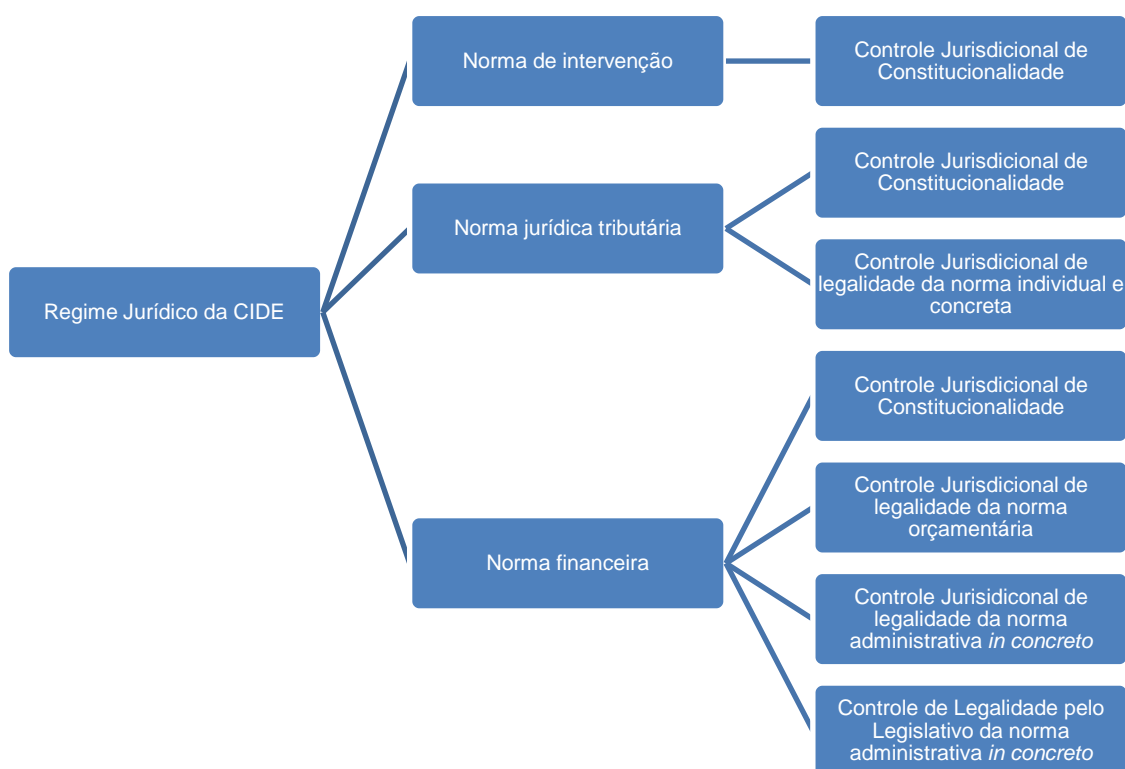 Regime Jurídico da CIDE
Norma de intervenção
Controle Jurisdicional de
Constitucionalidade
Norma jurídica tributária
Controle Jurisdicional de
Constitucionalidade
Controle Jurisdicional de
legalidade da norma individual e
concreta
Norma financeira
Controle Jurisdicional de
Constitucionalidade
Controle Jurisdicional de
legalidade da norma
orçamentária
Controle Jurisidiconal de
legalidade da norma
administrativa in concreto
Controle de Legalidade pelo
Legislativo da norma
administrativa in concreto